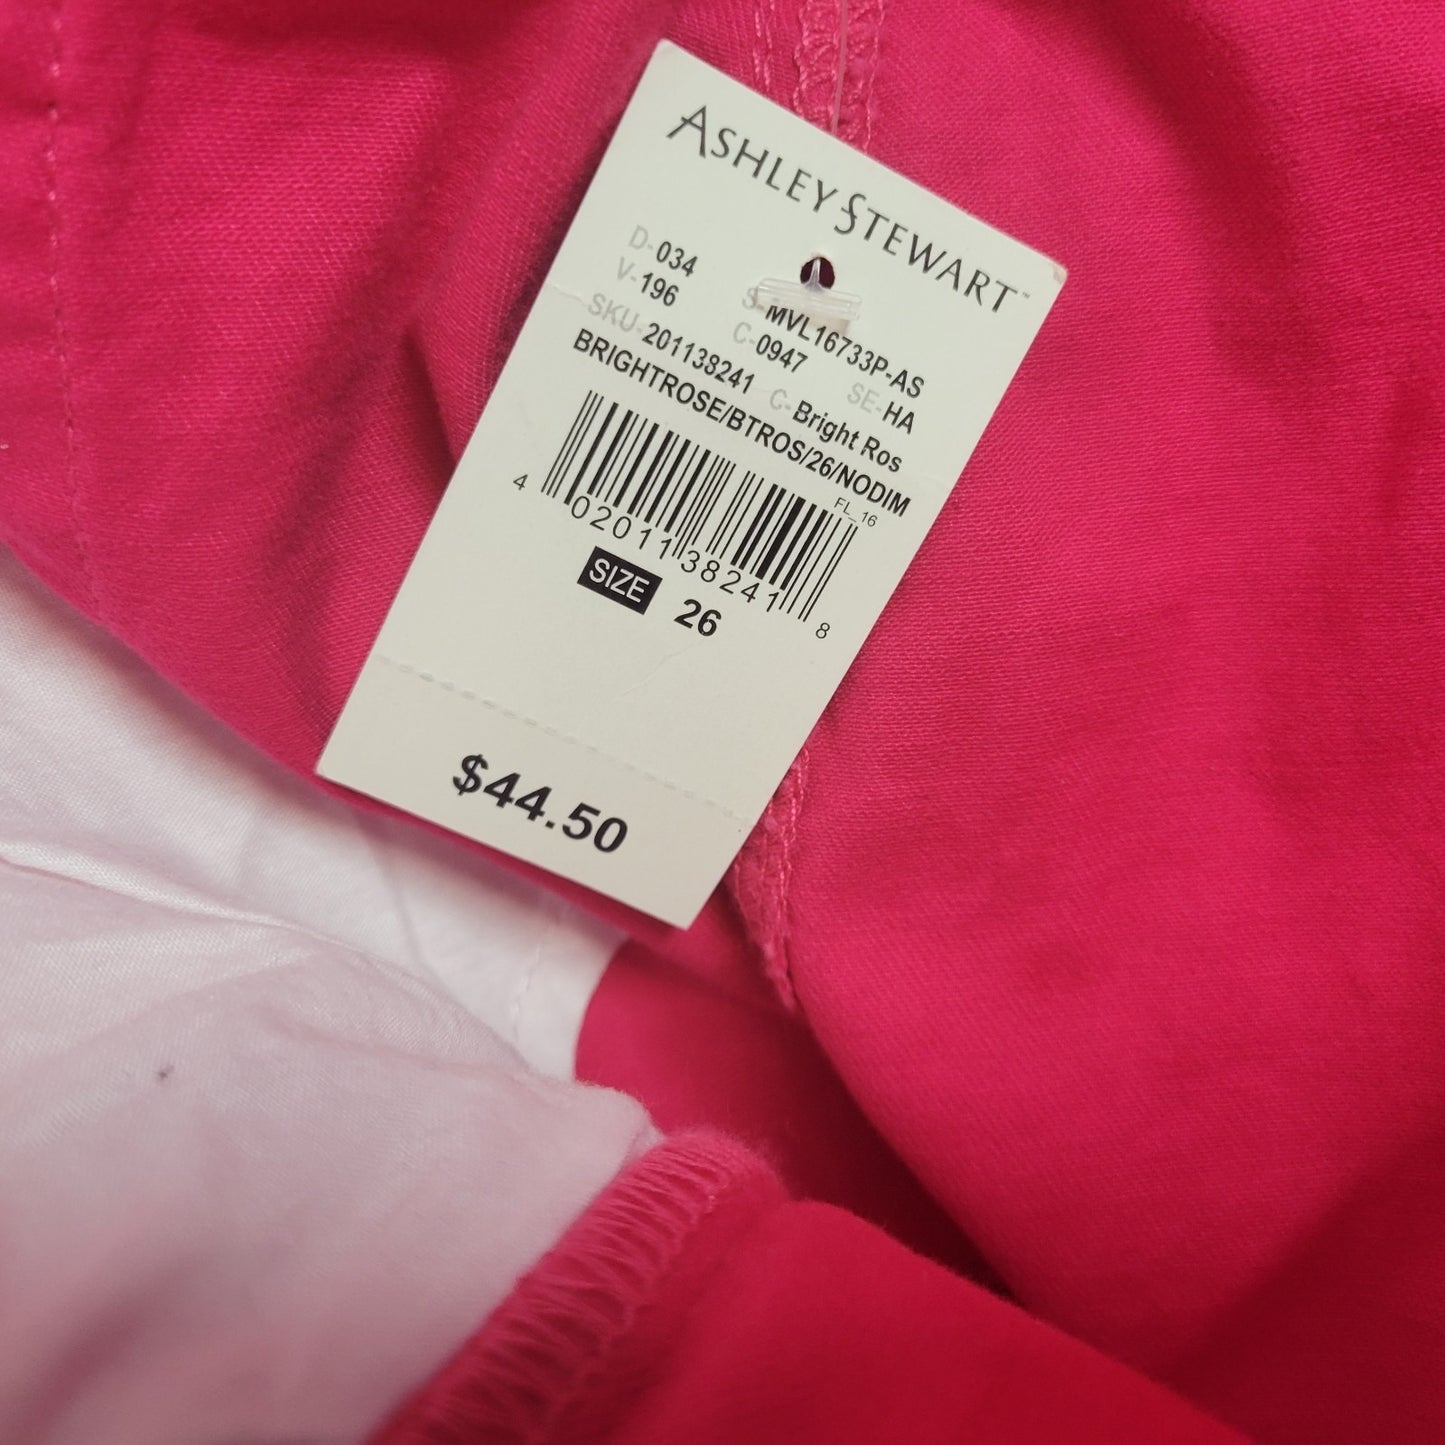 ASHLEY STEWART™
D-034 S-MVL16733P-AS
V-196 C-0947 SE-HA
SKU-201138241 C-Bright Ros
BRIGHTROSE/BTROS/26/NODIM
FL_16
4 02011 38241 8
SIZE 26
$44.50